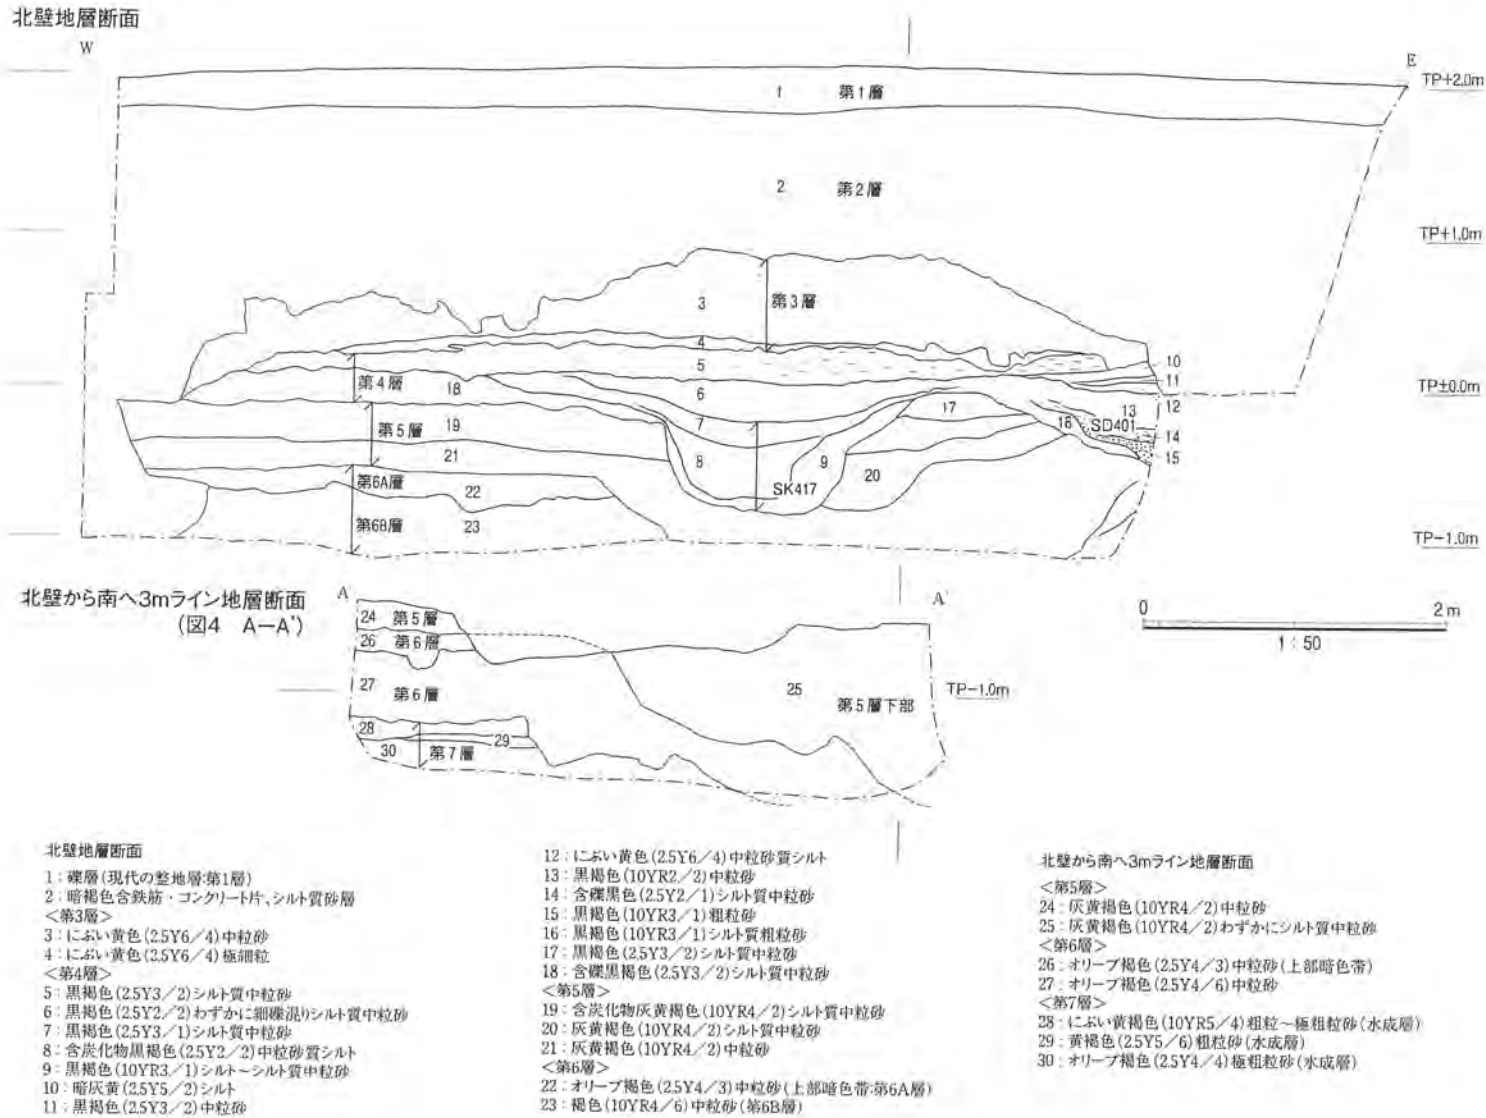 北壁地層断面
W
E
1 第1層
TP+2.0m
2 第2層
TP+1.0m
3 第3層
4
5
10
11
第4層 18
6
TP±0.0m
12
17
13
SD401
7
第5層 19
16
14
15
21
8
9
20
SK417
第6A層
22
第6B層
23
TP−1.0m
北壁から南へ3mライン地層断面
(図4 A−A')
A
A'
0 2m
1:50
24 第5層
26 第6層
27 第6層
25
第5層下部
TP−1.0m
28
29
30 第7層
北壁地層断面
1:礫層(現代の整地層:第1層)
2:暗褐色含鉄筋・コンクリート片、シルト質砂層
<第3層>
3:にぶい黄色(2.5Y6/4)中粒砂
4:にぶい黄色(2.5Y6/4)極細粒
<第4層>
5:黒褐色(2.5Y3/2)シルト質中粒砂
6:黒褐色(2.5Y2/2)わずかに細礫混りシルト質中粒砂
7:黒褐色(2.5Y3/1)シルト質中粒砂
8:含炭化物黒褐色(2.5Y2/2)中粒砂質シルト
9:黒褐色(10YR3/1)シルト~シルト質中粒砂
10:暗灰黄(2.5Y5/2)シルト
11:黒褐色(2.5Y3/2)中粒砂
12:にぶい黄色(2.5Y6/4)中粒砂質シルト
13:黒褐色(10YR2/2)中粒砂
14:含礫黒色(2.5Y2/1)シルト質中粒砂
15:黒褐色(10YR3/1)粗粒砂
16:黒褐色(10YR3/1)シルト質粗粒砂
17:黒褐色(2.5Y3/2)シルト質中粒砂
18:含礫黒褐色(2.5Y3/2)シルト質中粒砂
<第5層>
19:含炭化物灰黄褐色(10YR4/2)シルト質中粒砂
20:灰黄褐色(10YR4/2)シルト質中粒砂
21:灰黄褐色(10YR4/2)中粒砂
<第6層>
22:オリーブ褐色(2.5Y4/3)中粒砂(上部暗色帯:第6A層)
23:褐色(10YR4/6)中粒砂(第6B層)
北壁から南へ3mライン地層断面
<第5層>
24:灰黄褐色(10YR4/2)中粒砂
25:灰黄褐色(10YR4/2)わずかにシルト質中粒砂
<第6層>
26:オリーブ褐色(2.5Y4/3)中粒砂(上部暗色帯)
27:オリーブ褐色(2.5Y4/6)中粒砂
<第7層>
28:にぶい黄褐色(10YR5/4)粗粒~極粗粒砂(水成層)
29:黄褐色(2.5Y5/6)粗粒砂(水成層)
30:オリーブ褐色(2.5Y4/4)極粗粒砂(水成層)